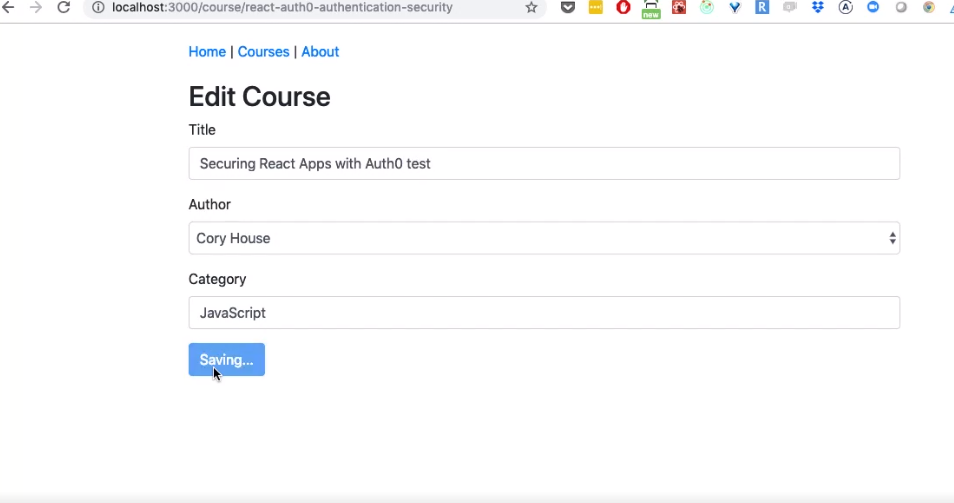 localhost:3000/course/react-auth0-authentication-security
new
R
A
Home | Courses | About
Edit Course
Title
Securing React Apps with Auth0 test
Author
Cory House
Category
JavaScript
Saving...